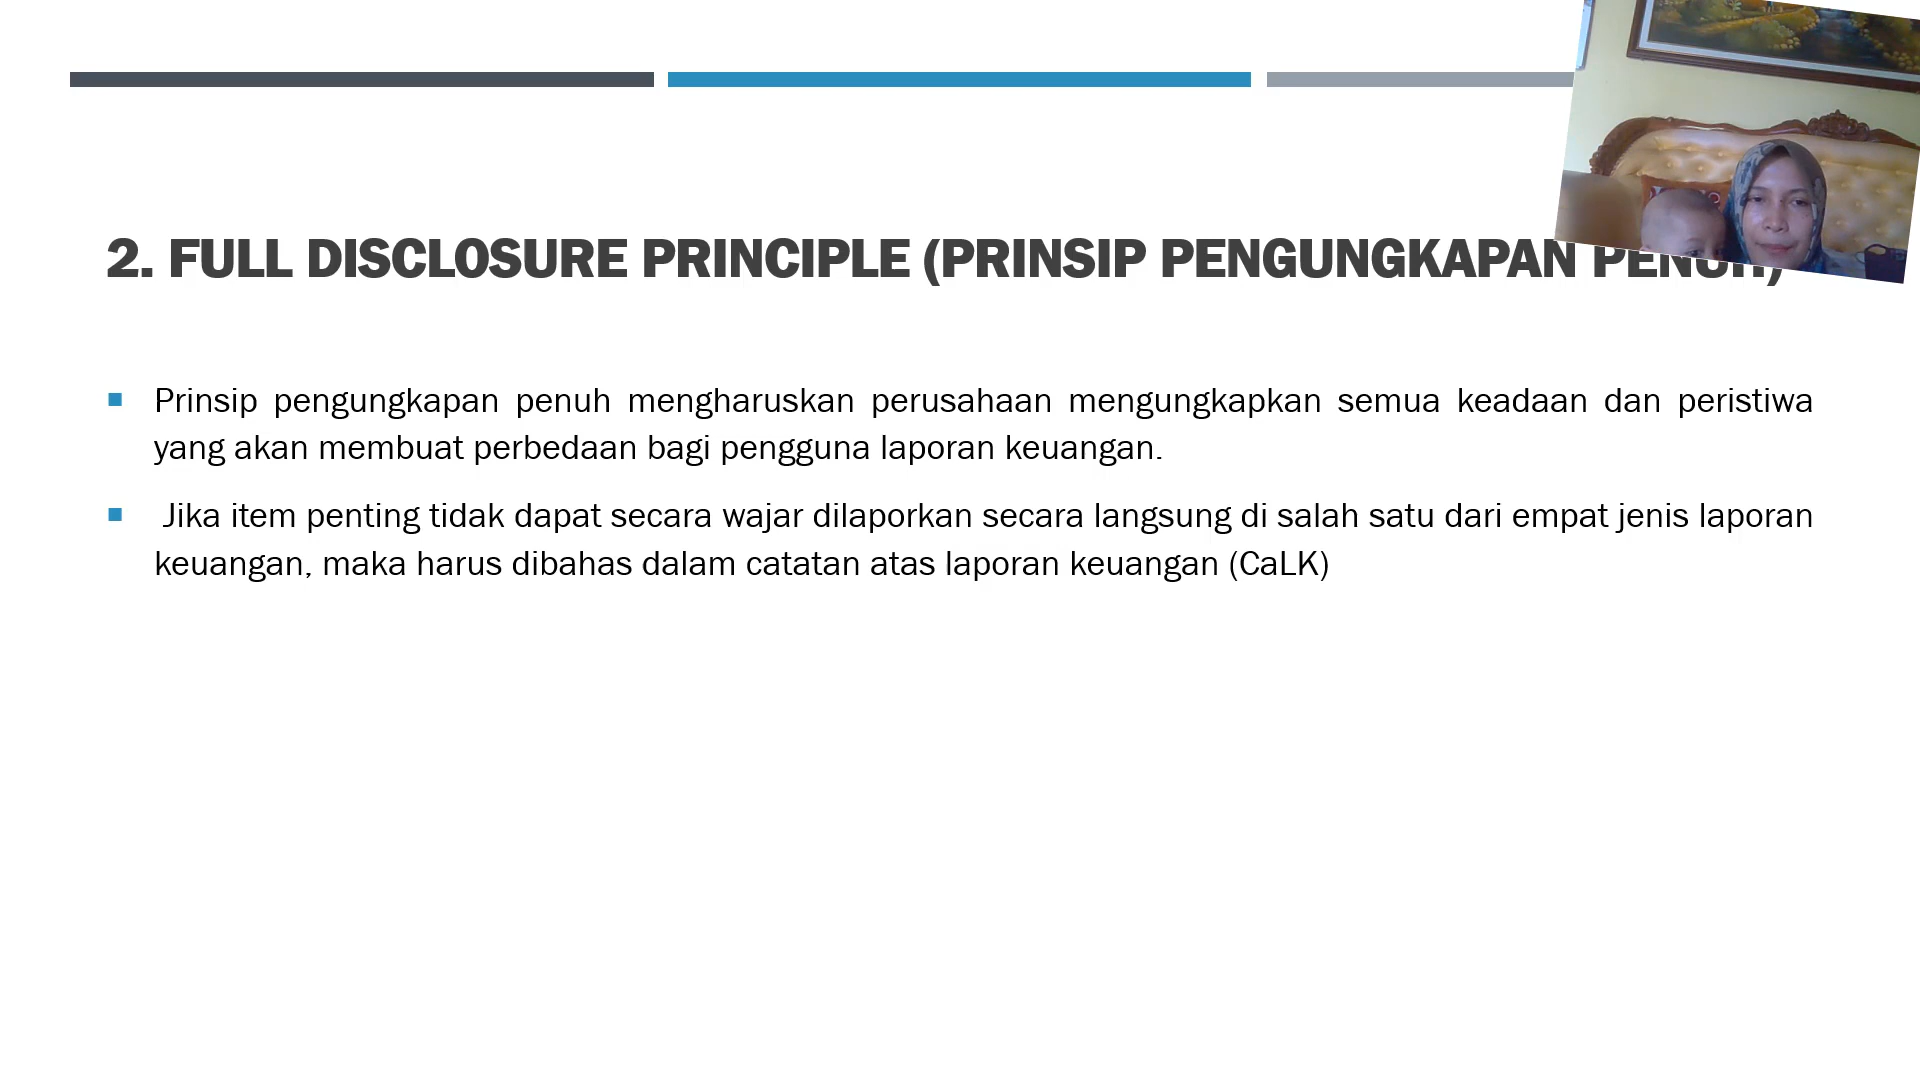 2. FULL DISCLOSURE PRINCIPLE (PRINSIP PENGUNGKAPAN PENUH)
Prinsip pengungkapan penuh mengharuskan perusahaan mengungkapkan semua keadaan dan peristiwa
yang akan membuat perbedaan bagi pengguna laporan keuangan.
Jika item penting tidak dapat secara wajar dilaporkan secara langsung di salah satu dari empat jenis laporan
keuangan, maka harus dibahas dalam catatan atas laporan keuangan (CaLK)